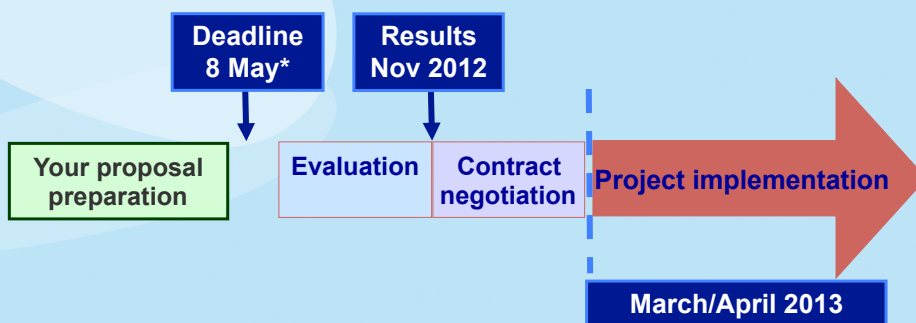 Deadline
8 May*
Results
Nov 2012
Your proposal
preparation
Evaluation
Contract
negotiation
Project implementation
March/April 2013